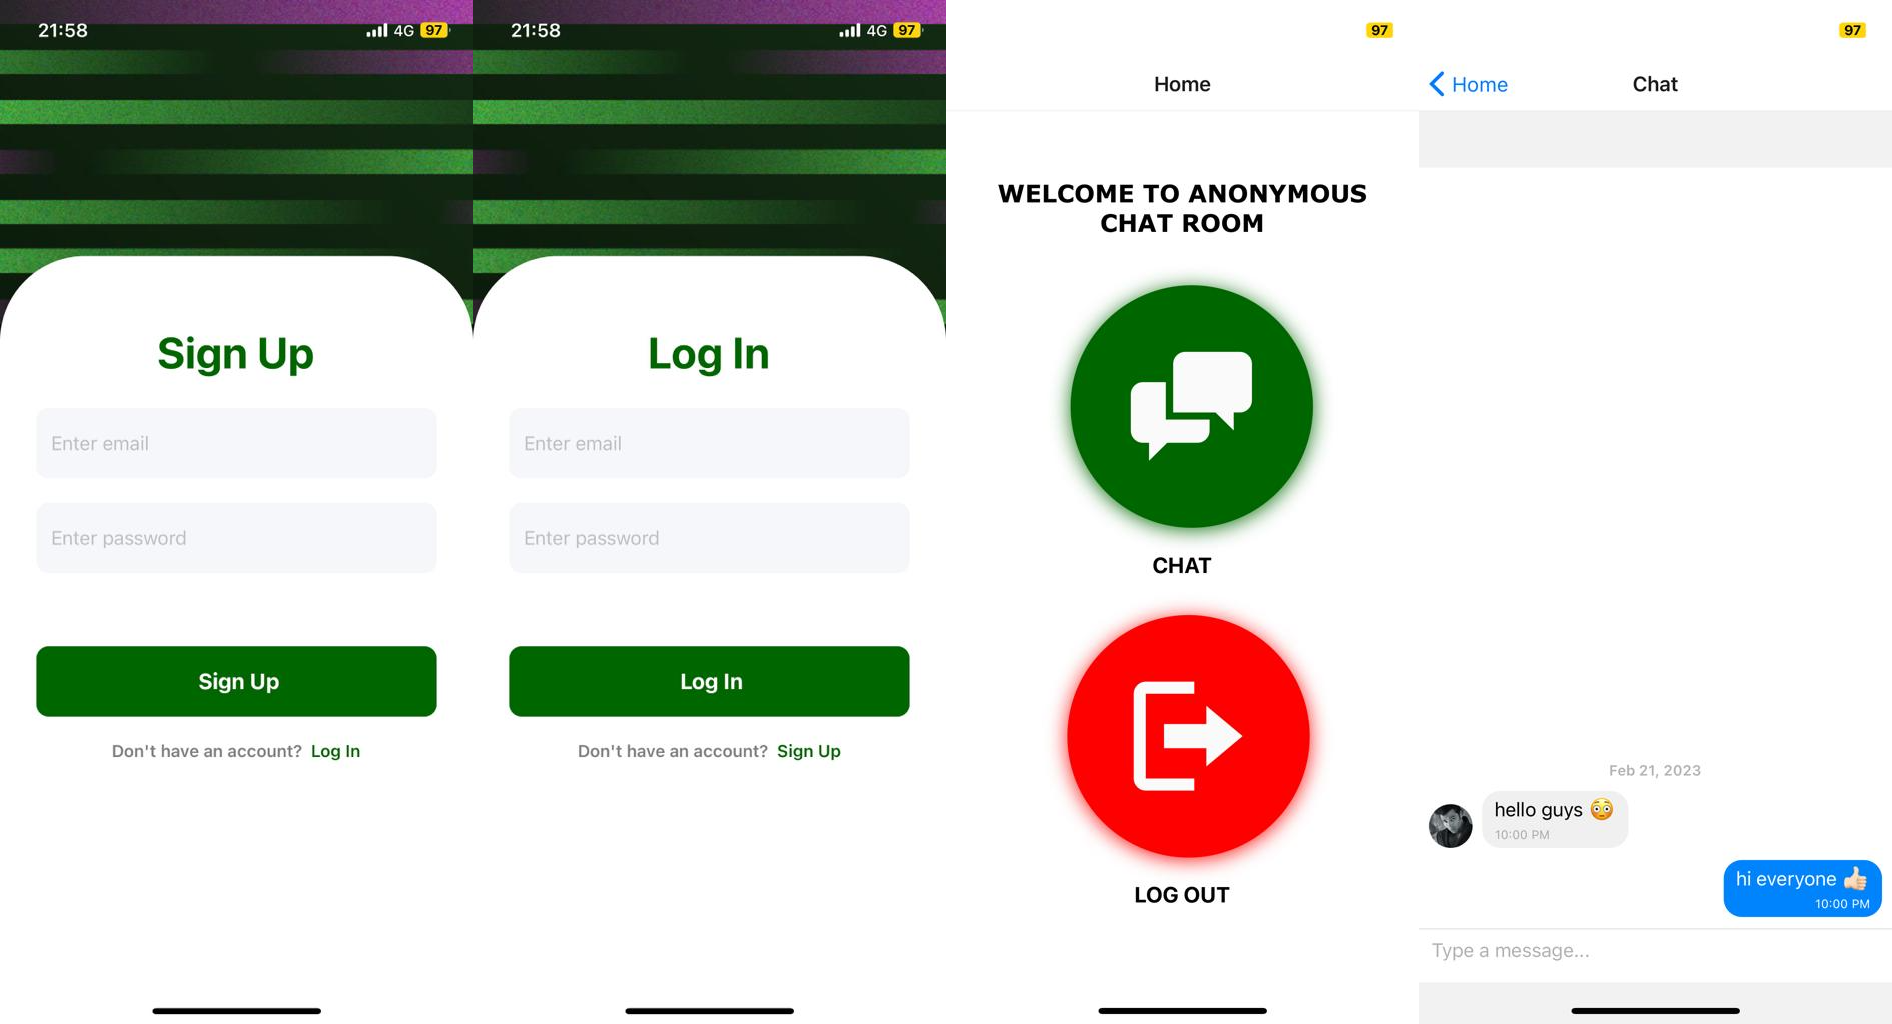 21:58
4G 97
Sign Up
Enter email
Enter password
Sign Up
Don't have an account? Log In
21:58
4G 97
Log In
Enter email
Enter password
Log In
Don't have an account? Sign Up
97
Home
WELCOME TO ANONYMOUS
CHAT ROOM
CHAT
LOG OUT
97
Home
Chat
Feb 21, 2023
hello guys 😳
10:00 PM
hi everyone 👍🏻
10:00 PM
Type a message...